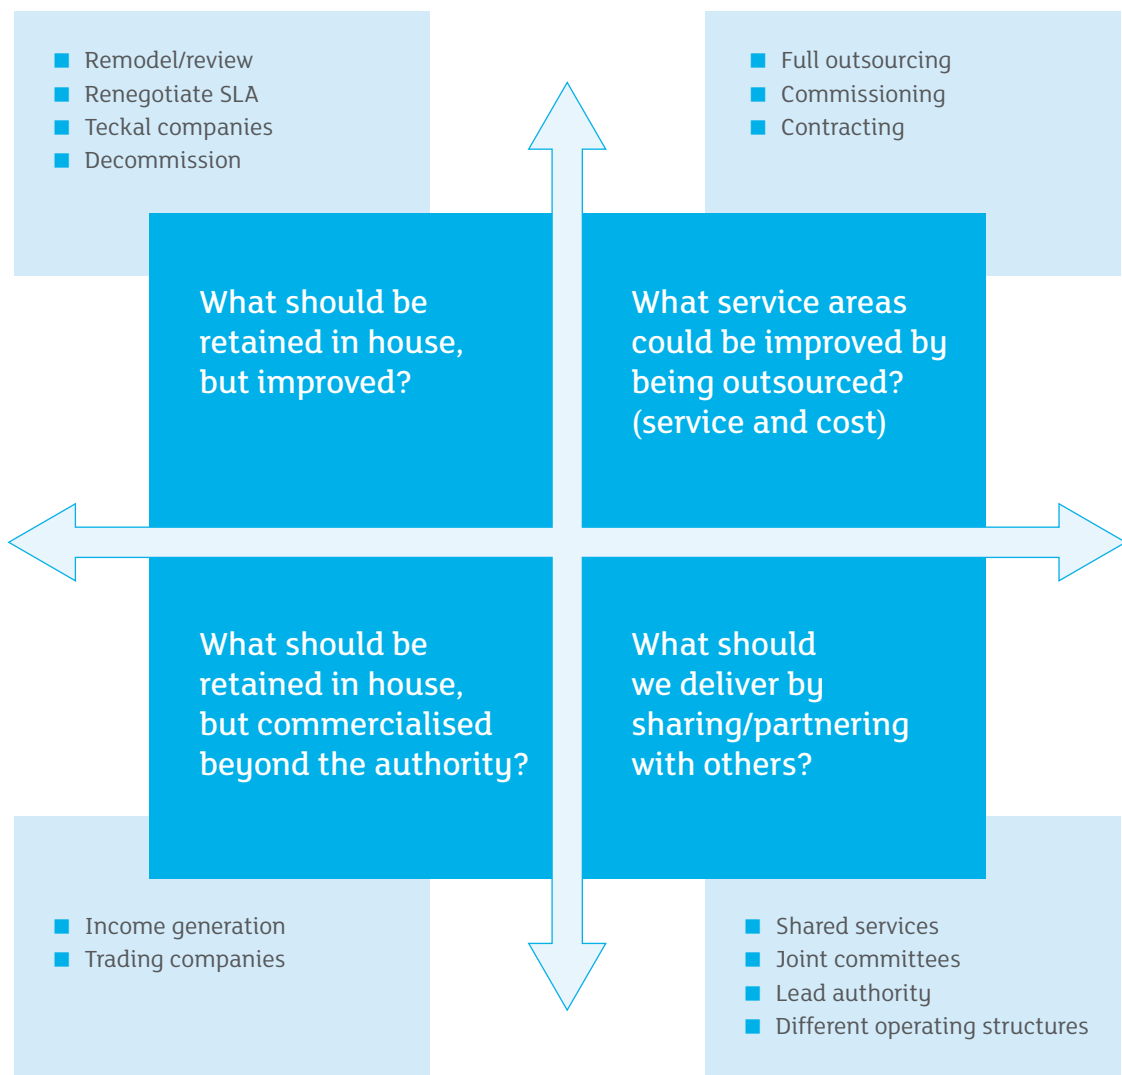 Remodel/review
Renegotiate SLA
Teckal companies
Decommission
Full outsourcing
Commissioning
Contracting
What should be
retained in house,
but improved?
What service areas
could be improved by
being outsourced?
(service and cost)
What should be
retained in house,
but commercialised
beyond the authority?
What should
we deliver by
sharing/partnering
with others?
Income generation
Trading companies
Shared services
Joint committees
Lead authority
Different operating structures